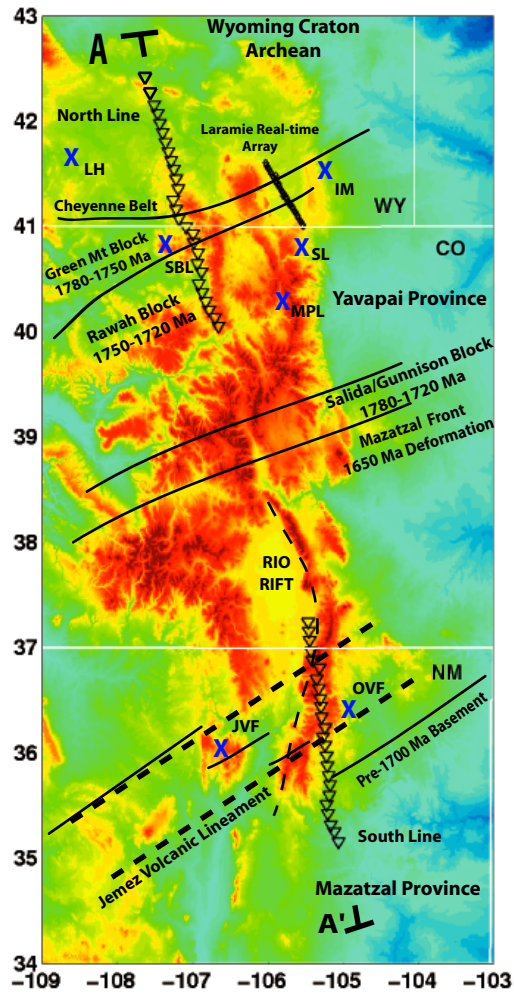 43
A
Wyoming Craton
Archean
42
North Line
Laramie Real-time
Array
X
LH
X
IM
Cheyenne Belt
WY
41
Green Mt Block
1780-1750 Ma
X
SBL
X
SL
CO
Rawah Block
1750-1720 Ma
X
MPL
Yavapai Province
40
Salida/Gunnison Block
1780-1720 Ma
39
Mazatzal Front
1650 Ma Deformation
38
RIO
RIFT
37
NM
OVF
X
JVF
X
36
Pre-1700 Ma Basement
Jemez Volcanic Lineament
South Line
35
Mazatzal Province
A'
34
−109 −108 −107 −106 −105 −104 −103